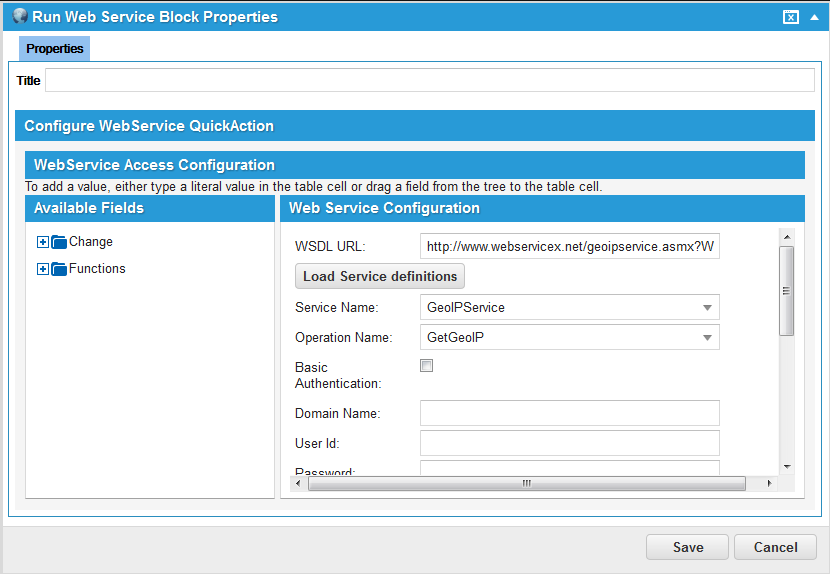 Run Web Service Block Properties
Properties
Title
Configure WebService QuickAction
WebService Access Configuration
To add a value, either type a literal value in the table cell or drag a field from the tree to the table cell.
Available Fields
Web Service Configuration
Change
Functions
WSDL URL: http://www.webservicex.net/geoipservice.asmx?W
Load Service definitions
Service Name: GeoIPService
Operation Name: GetGeoIP
Basic
Authentication:
Domain Name:
User Id:
Password:
Save Cancel